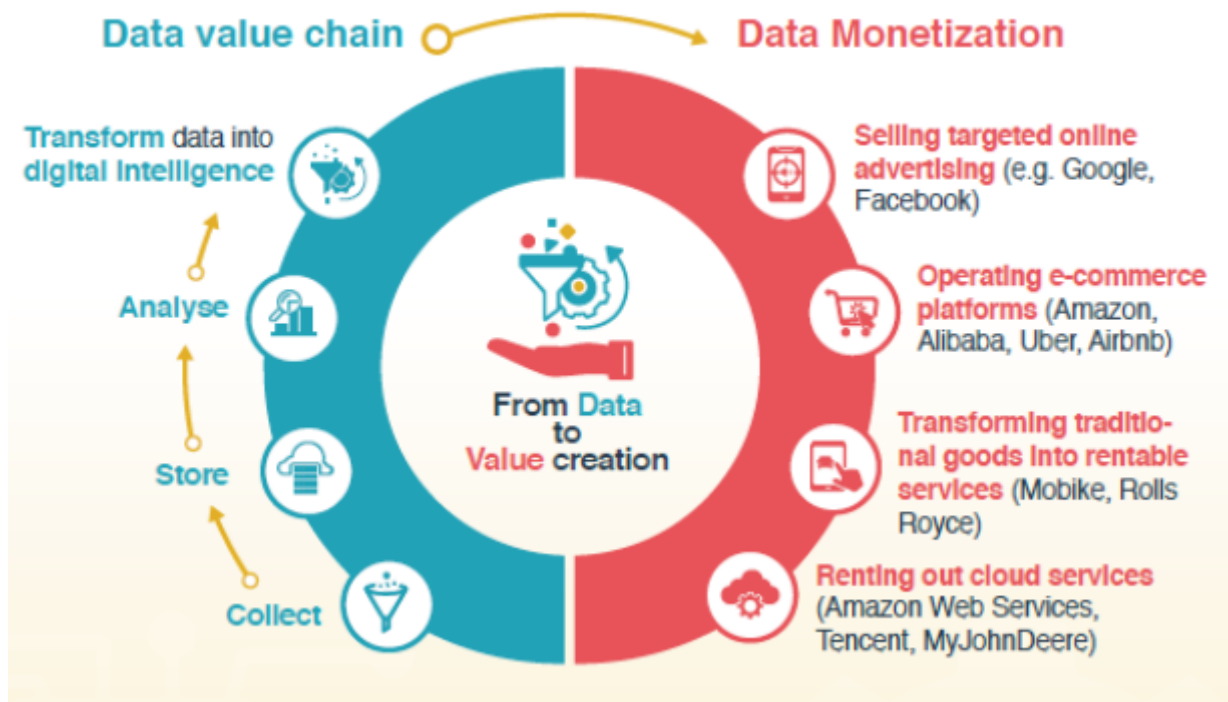 Data value chain
Data Monetization
Transform data into
digital intelligence
Analyse
Store
Collect
From Data
to
Value creation
Selling targeted online
advertising (e.g. Google,
Facebook)
Operating e-commerce
platforms (Amazon,
Alibaba, Uber, Airbnb)
Transforming traditio-
nal goods into rentable
services (Mobike, Rolls
Royce)
Renting out cloud services
(Amazon Web Services,
Tencent, MyJohnDeere)